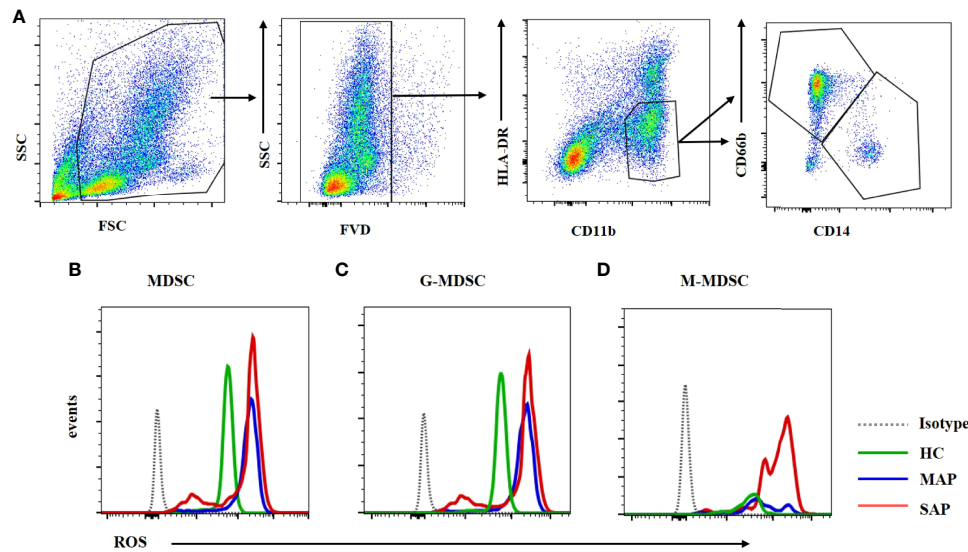 A
SSC
FSC
SSC
FVD
HLA-DR
CD11b
CD66b
CD14
B
MDSC
C
G-MDSC
D
M-MDSC
events
Isotype
HC
MAP
SAP
ROS